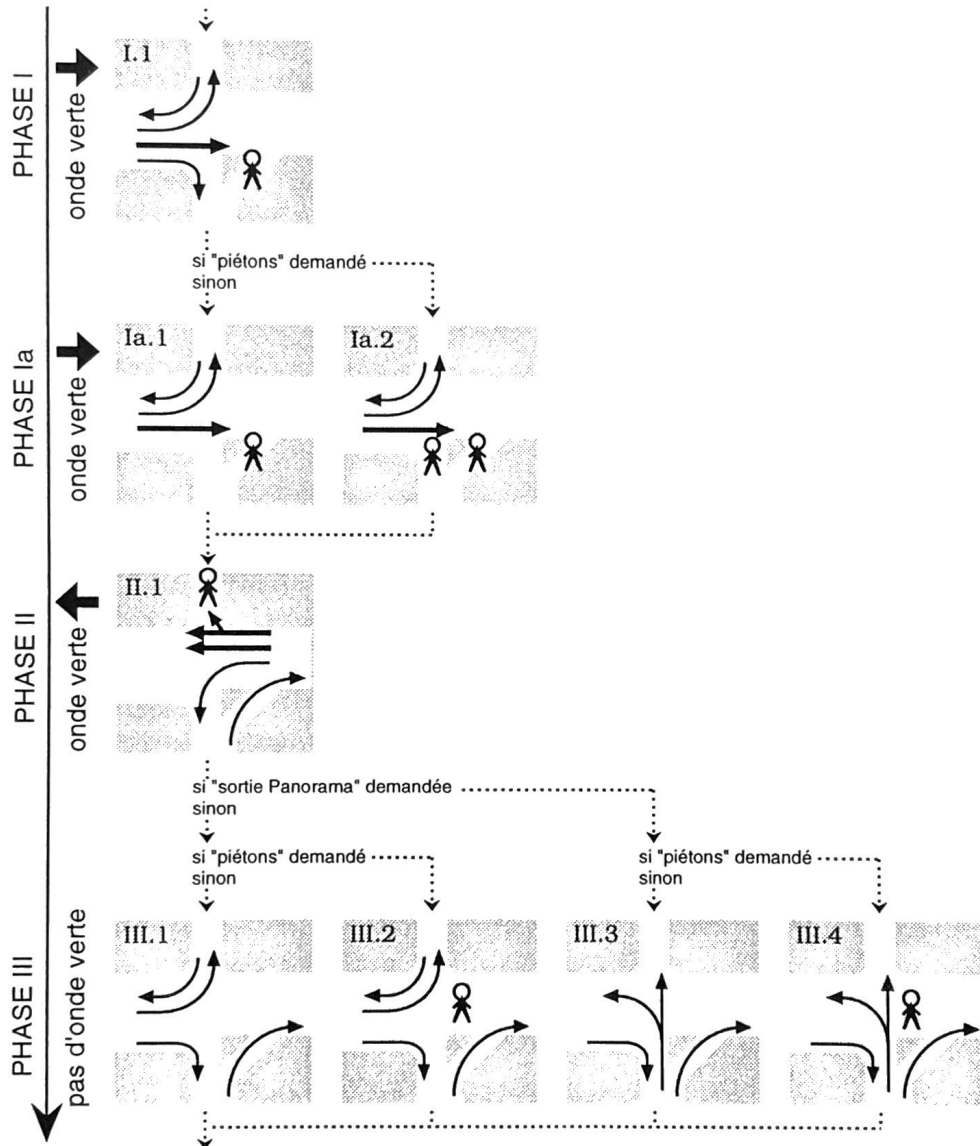 PHASE I
onde verte
I.1
si "piétons" demandé
sinon
PHASE Ia
onde verte
Ia.1
Ia.2
PHASE II
onde verte
II.1
si "sortie Panorama" demandée
sinon
si "piétons" demandé
sinon
si "piétons" demandé
sinon
PHASE III
pas d'onde verte
III.1
III.2
III.3
III.4